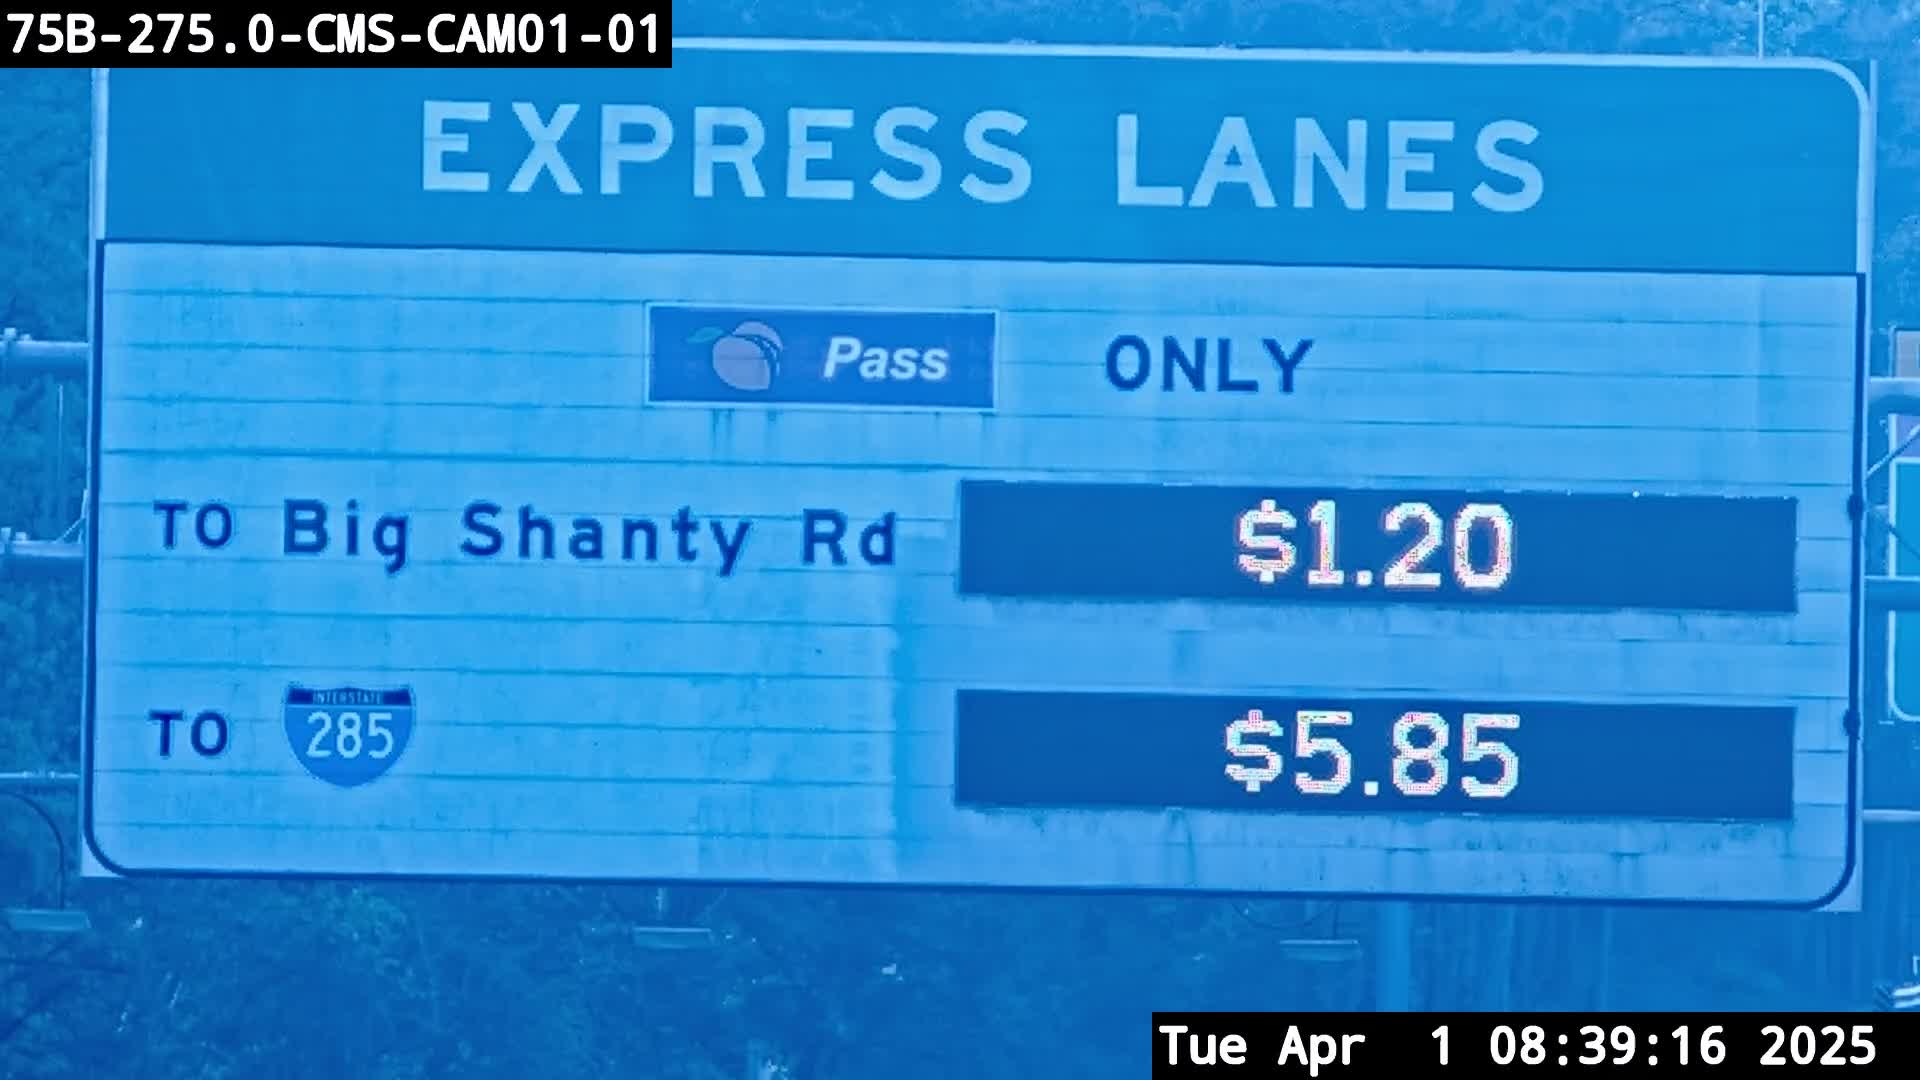 75B-275.0-CMS-CAM01-01
EXPRESS LANES
Pass ONLY
TO Big Shanty Rd $1.20
TO INTERSTATE 285 $5.85
Tue Apr 1 08:39:16 2025